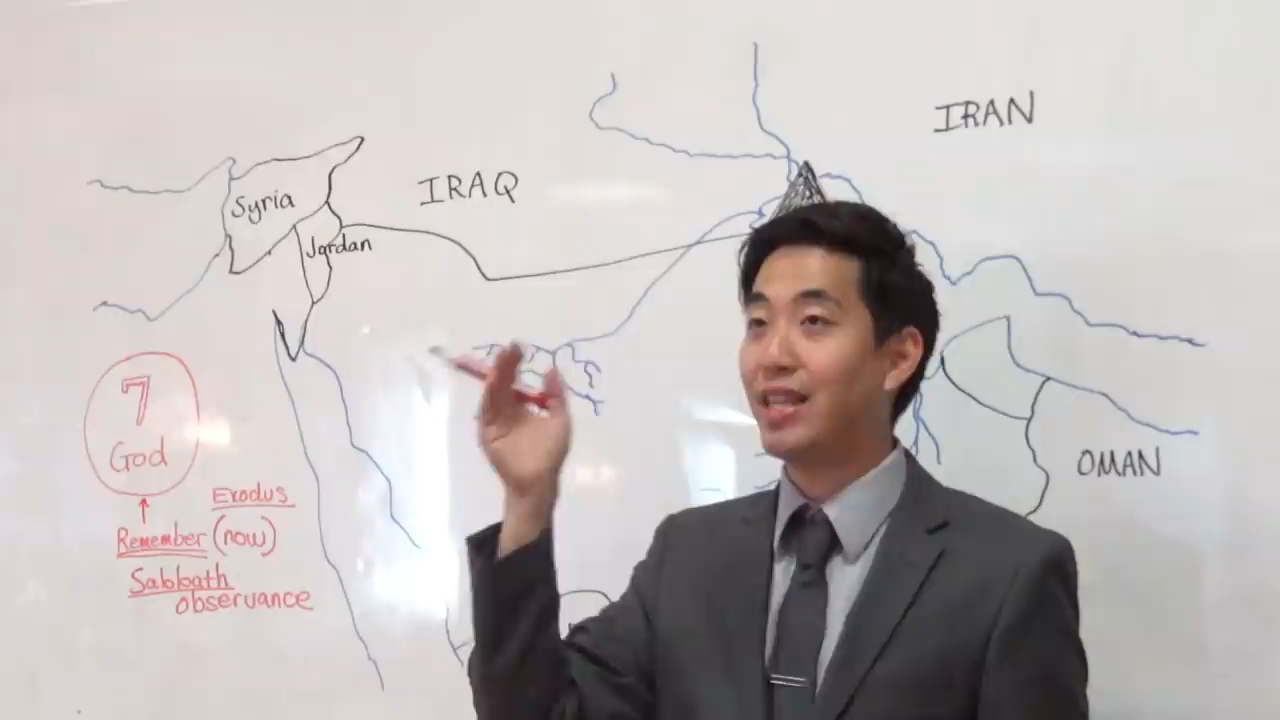 IRAN
IRAQ
Syria
Jordan
OMAN
7
God
Exodus
Remember (now)
Sabbath
observance